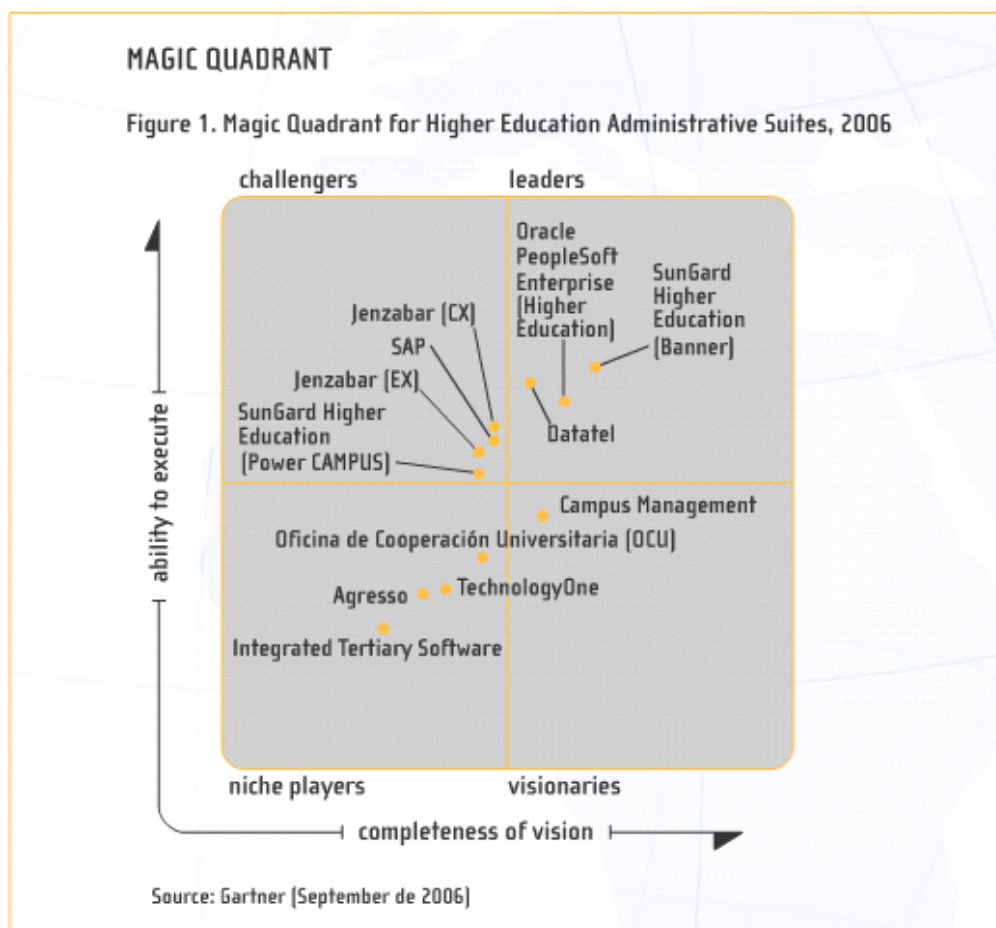 MAGIC QUADRANT
Figure 1. Magic Quadrant for Higher Education Administrative Suites, 2006
challengers
leaders
Oracle
PeopleSoft
Enterprise
(Higher
Education)
SunGard
Higher
Education
(Banner)
Jenzabar (CX)
SAP
Jenzabar (EX)
SunGard Higher
Education
(Power CAMPUS)
Datatel
ability to execute
Campus Management
Oficina de Cooperación Universitaria (OCU)
Agresso
TechnologyOne
Integrated Tertiary Software
niche players
visionaries
completeness of vision
Source: Gartner (September de 2006)